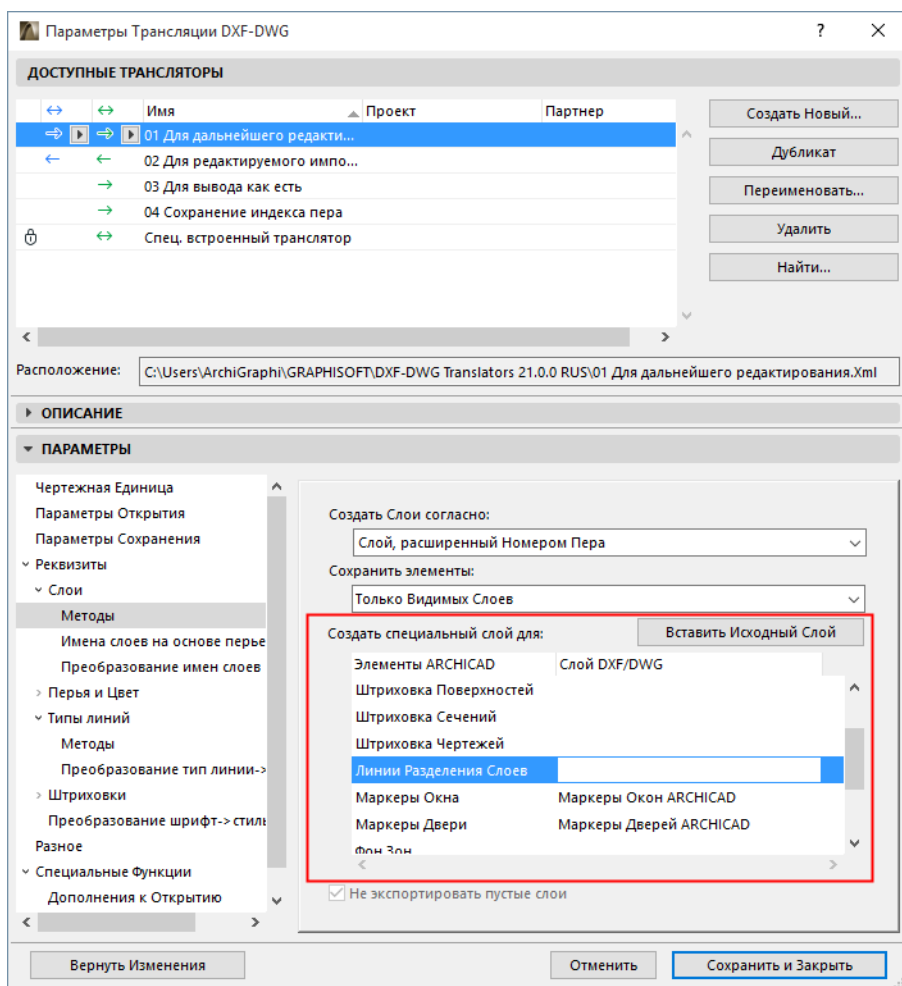 Параметры Трансляции DXF-DWG
?
ДОСТУПНЫЕ ТРАНСЛЯТОРЫ
Имя Проект Партнер
01 Для дальнейшего редакти...
02 Для редактируемого импо...
03 Для вывода как есть
04 Сохранение индекса пера
Спец. встроенный транслятор
Создать Новый...
Дубликат
Переименовать...
Удалить
Найти...
Расположение: C:\Users\ArchiGraphi\GRAPHISOFT\DXF-DWG Translators 21.0.0 RUS\01 Для дальнейшего редактирования.Xml
ОПИСАНИЕ
ПАРАМЕТРЫ
Чертежная Единица
Параметры Открытия
Параметры Сохранения
Реквизиты
Слои
Методы
Имена слоев на основе перье
Преобразование имен слоев
Перья и Цвет
Типы линий
Методы
Преобразование тип линии->
Штриховки
Преобразование шрифт->стиль
Разное
Специальные Функции
Дополнения к Открытию
Создать Слои согласно:
Слой, расширенный Номером Пера
Сохранить элементы:
Только Видимых Слоев
Создать специальный слой для: Вставить Исходный Слой
Элементы ARCHICAD Слой DXF/DWG
Штриховка Поверхностей
Штриховка Сечений
Штриховка Чертежей
Линии Разделения Слоев
Маркеры Окна Маркеры Окон ARCHICAD
Маркеры Двери Маркеры Дверей ARCHICAD
Фон Зон
Не экспортировать пустые слои
Вернуть Изменения Отменить Сохранить и Закрыть